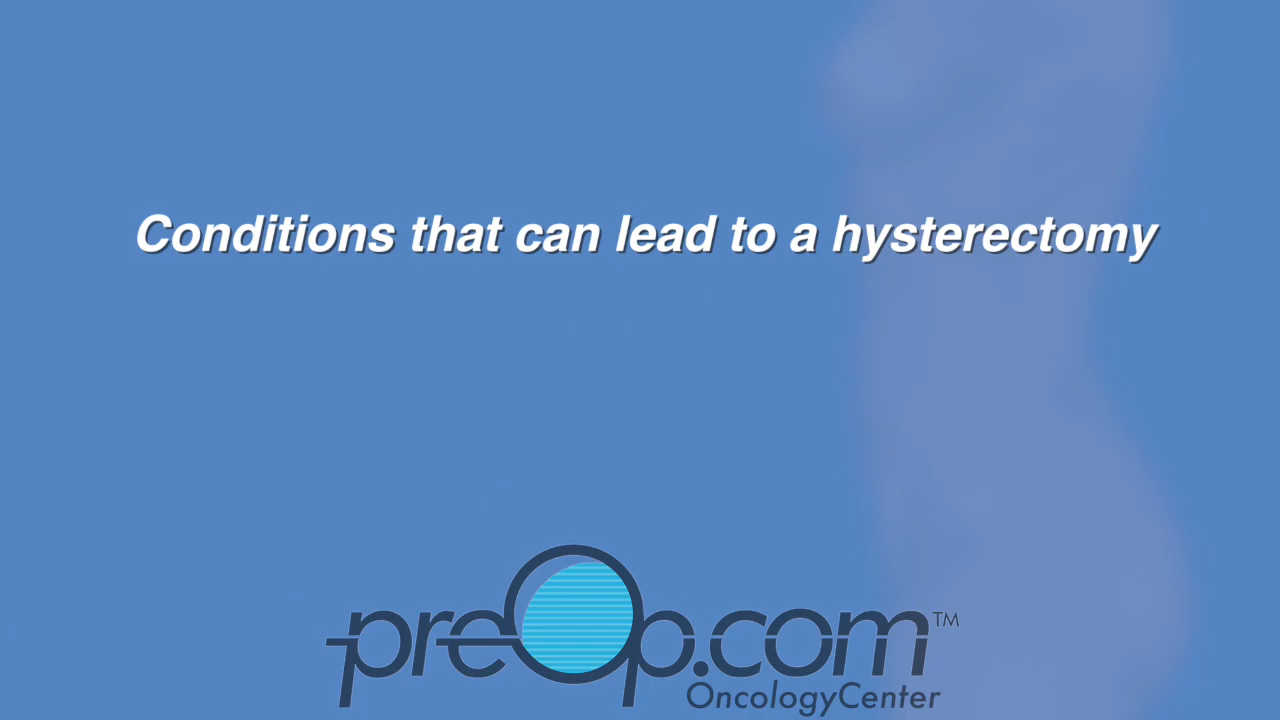 Conditions that can lead to a hysterectomy
preOp.com™
OncologyCenter